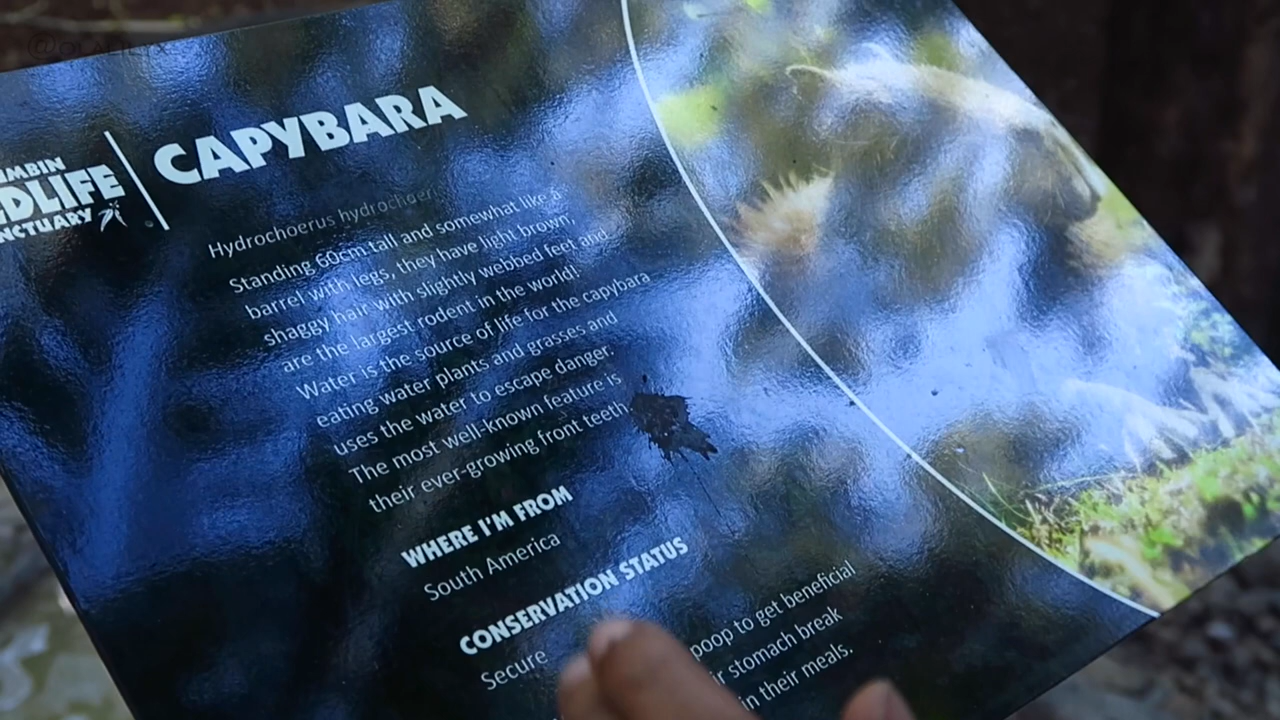 IMBIN
DLIFE
NCTUARY
CAPYBARA
Hydrochoerus hydrochoer
Standing 60cm tall and somewhat like a
barrel with legs, they have light brown,
shaggy hair with slightly webbed feet and
are the largest rodent in the world!
Water is the source of life for the capybara
eating water plants and grasses and
uses the water to escape danger.
The most well-known feature is
their ever-growing front teeth
WHERE I'M FROM
South America
CONSERVATION STATUS
Secure
poop to get beneficial
ir stomach break
in their meals.